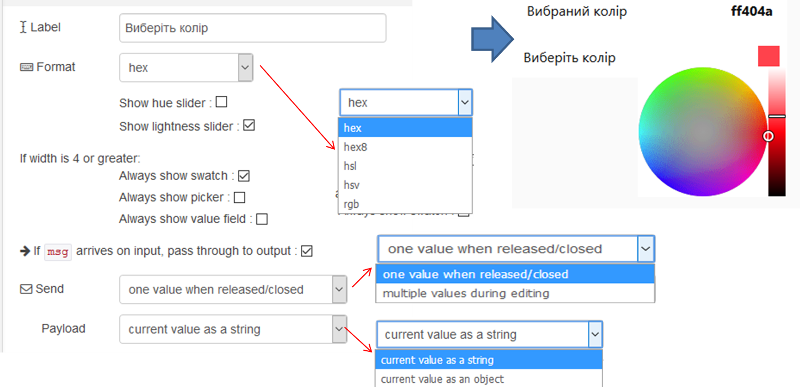 Label
Виберіть колір
Format
hex
Show hue slider :
Show lightness slider :
If width is 4 or greater:
Always show swatch :
Always show picker :
Always show value field :
If msg arrives on input, pass through to output :
Send
one value when released/closed
Payload
current value as a string
hex
hex
hex8
hsl
hsv
rgb
one value when released/closed
one value when released/closed
multiple values during editing
current value as a string
current value as a string
current value as an object
Вибраний колір ff404a
Виберіть колір